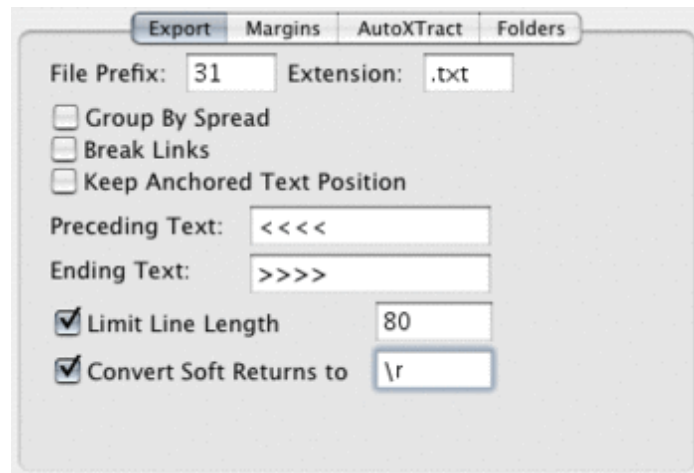 Export Margins AutoXTract Folders
File Prefix: 31 Extension: .txt
Group By Spread
Break Links
Keep Anchored Text Position
Preceding Text: <<<<
Ending Text: >>>>
Limit Line Length 80
Convert Soft Returns to \r